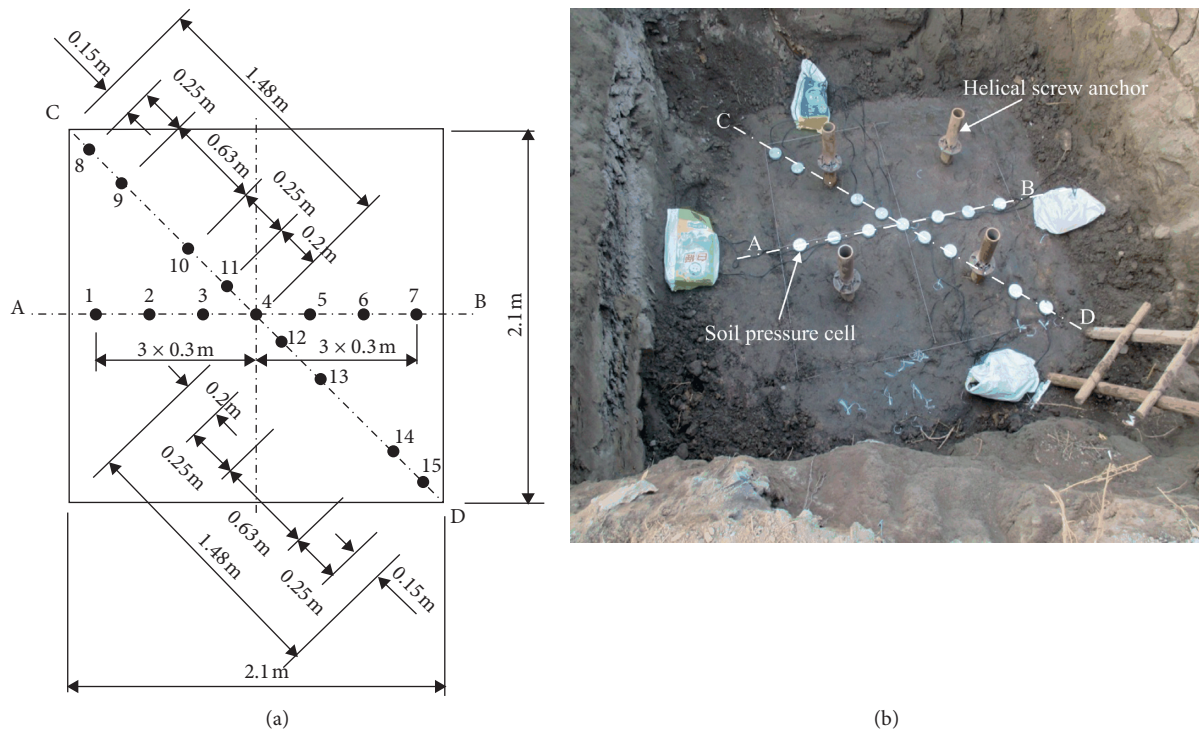 0.15 m
1.48 m
0.25 m
C
0.63 m
8
0.25 m
9
0.2 m
10
11
A 1 2 3 4 5 6 7 B
2.1 m
12
3 × 0.3 m 3 × 0.3 m
13
0.2 m
14
0.25 m
15
D
0.63 m
1.48 m
0.25 m
0.15 m
2.1 m
(a)
Helical screw anchor
C
B
A
D
Soil pressure cell
(b)